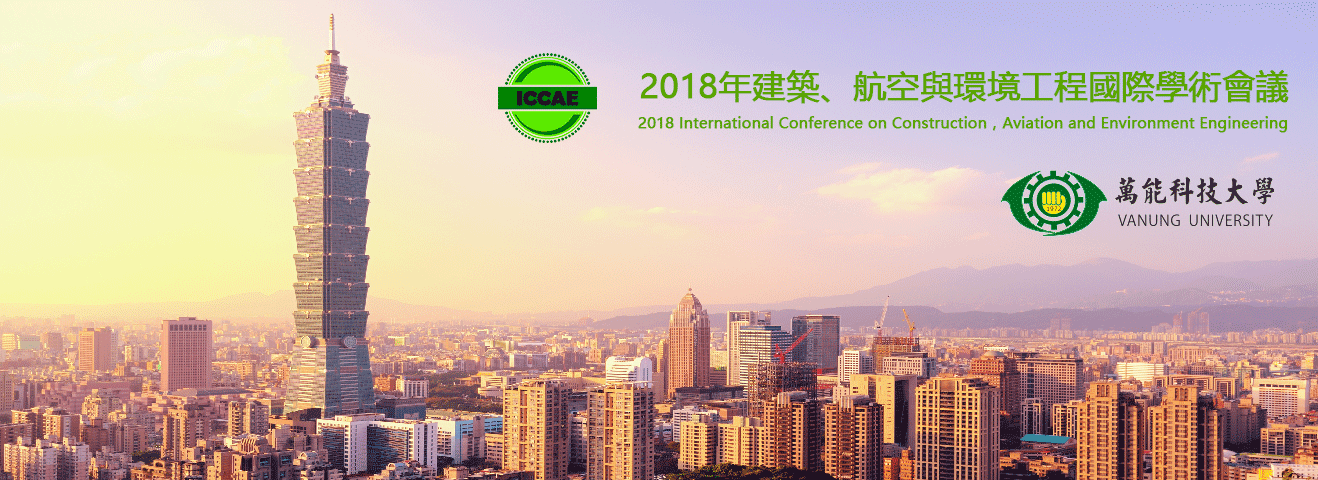 ICCAE
2018年建築、航空與環境工程國際學術會議
2018 International Conference on Construction , Aviation and Environment Engineering
萬能科技大學
1972
VANUNG UNIVERSITY